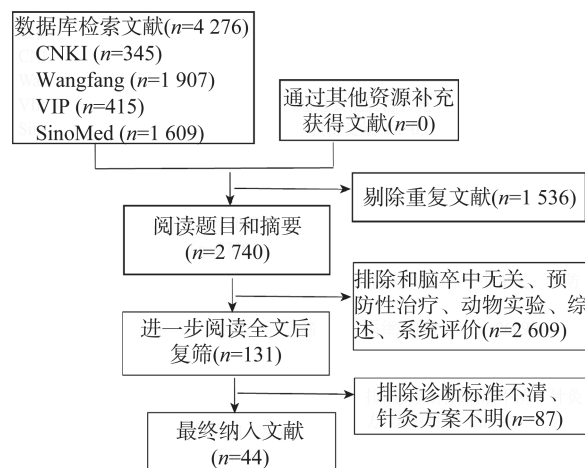 数据库检索文献(n=4 276)
CNKI (n=345)
Wangfang (n=1 907)
VIP (n=415)
SinoMed (n=1 609)
通过其他资源补充
获得文献(n=0)
剔除重复文献(n=1 536)
阅读题目和摘要
(n=2 740)
排除和脑卒中无关、预
防性治疗、动物实验、综
述、系统评价(n=2 609)
进一步阅读全文后
复筛(n=131)
排除诊断标准不清、
针灸方案不明(n=87)
最终纳入文献
(n=44)